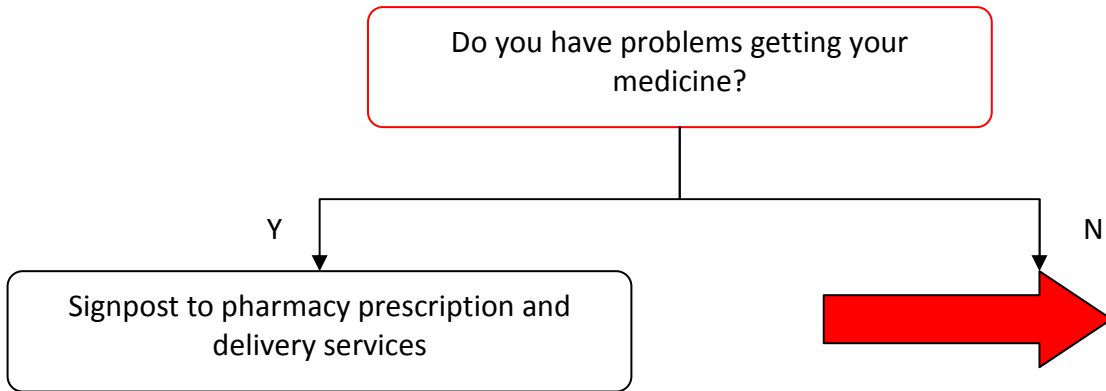 Do you have problems getting your
medicine?
Y
N
Signpost to pharmacy prescription and
delivery services